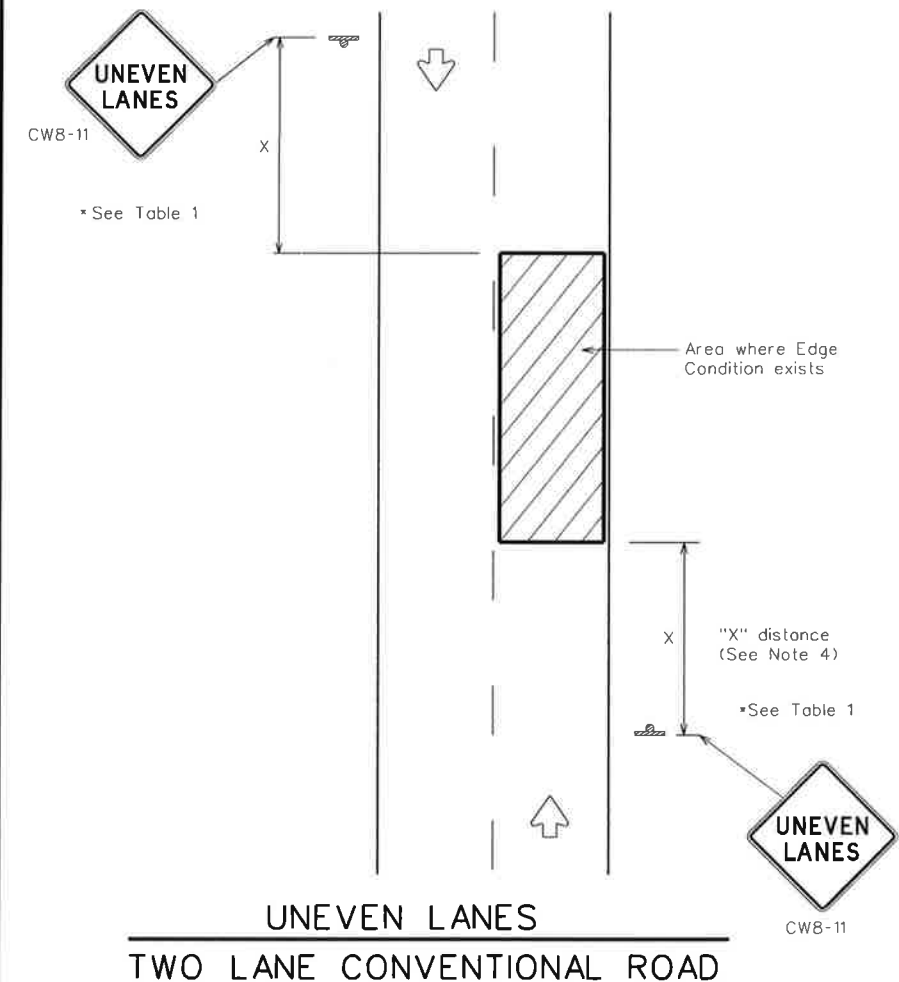 UNEVEN
LANES
CW8-11
X
* See Table 1
Area where Edge
Condition exists
X
"X" distance
(See Note 4)
*See Table 1
UNEVEN
LANES
CW8-11
UNEVEN LANES
TWO LANE CONVENTIONAL ROAD